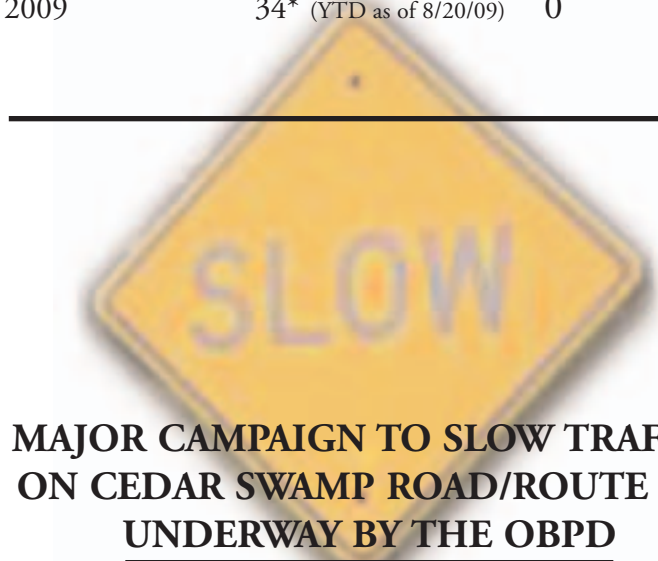 2009 34* (YTD as of 8/20/09) 0
SLOW
MAJOR CAMPAIGN TO SLOW
ON CEDAR SWAMP ROAD/ROUTE
UNDERWAY BY THE OBPD